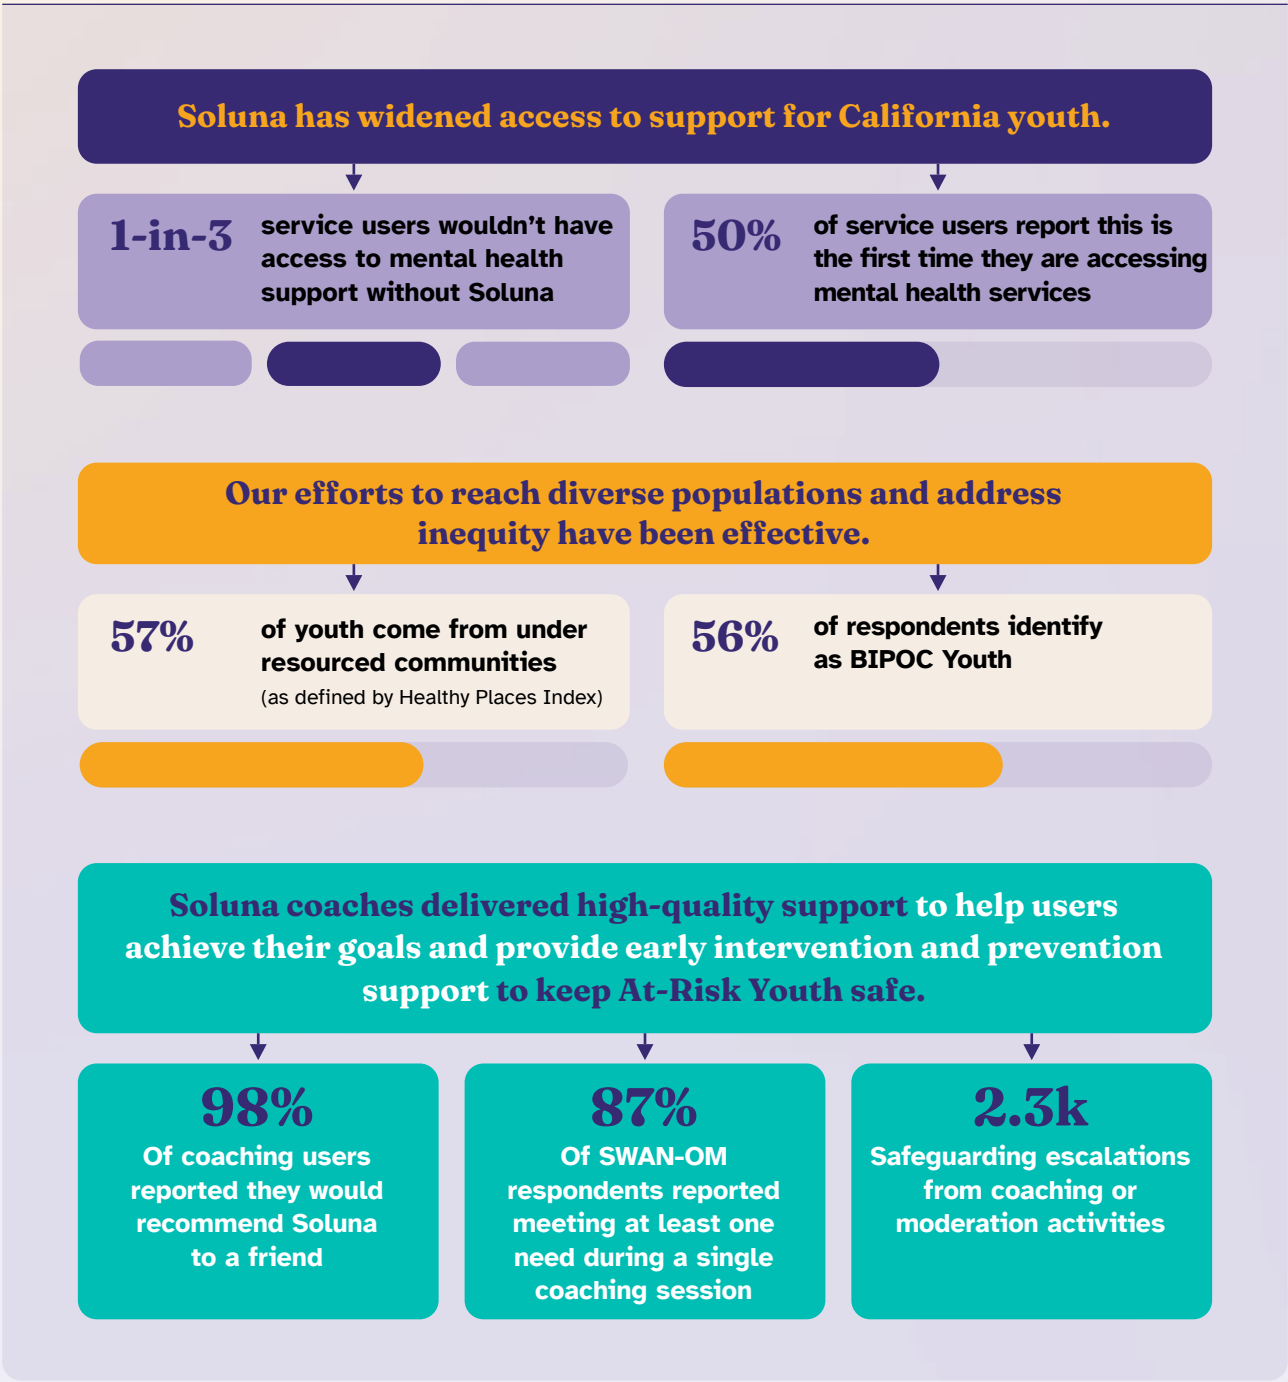 Soluna has widened access to support for California youth.
1-in-3
service users wouldn’t have
access to mental health
support without Soluna
50%
of service users report this is
the first time they are accessing
mental health services
Our efforts to reach diverse populations and address
inequity have been effective.
57%
of youth come from under
resourced communities
(as defined by Healthy Places Index)
56%
of respondents identify
as BIPOC Youth
Soluna coaches delivered high-quality support to help users
achieve their goals and provide early intervention and prevention
support to keep At-Risk Youth safe.
98%
Of coaching users
reported they would
recommend Soluna
to a friend
87%
Of SWAN-OM
respondents reported
meeting at least one
need during a single
coaching session
2.3k
Safeguarding escalations
from coaching or
moderation activities